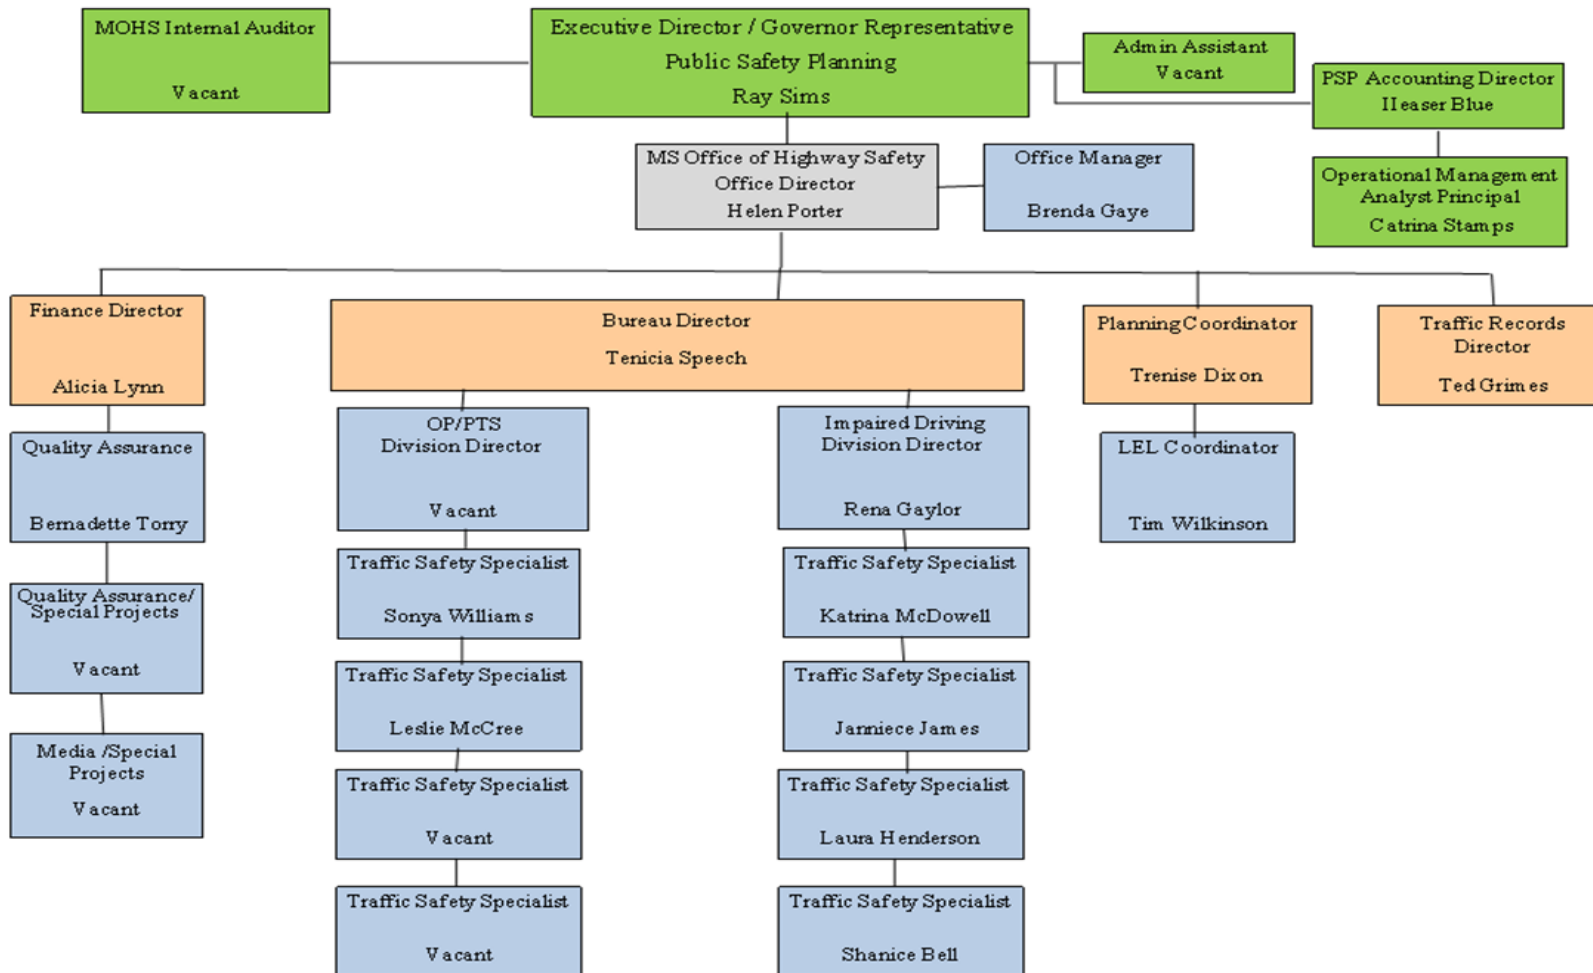 MOHS Internal Auditor
Vacant
Executive Director / Governor Representative
Public Safety Planning
Ray Sims
Admin Assistant
Vacant
PSP Accounting Director
Heaser Blue
MS Office of Highway Safety
Office Director
Helen Porter
Office Manager
Brenda Gaye
Operational Management
Analyst Principal
Catrina Stamps
Finance Director
Alicia Lynn
Bureau Director
Tenicia Speech
Planning Coordinator
Trenise Dixon
Traffic Records
Director
Ted Grimes
Quality Assurance
Bernadette Torry
Quality Assurance/
Special Projects
Vacant
Media /Special
Projects
Vacant
OP/PTS
Division Director
Vacant
Traffic Safety Specialist
Sonya Williams
Traffic Safety Specialist
Leslie McCree
Traffic Safety Specialist
Vacant
Traffic Safety Specialist
Vacant
Impaired Driving
Division Director
Rena Gaylor
Traffic Safety Specialist
Katrina McDowell
Traffic Safety Specialist
Janniece James
Traffic Safety Specialist
Laura Henderson
Traffic Safety Specialist
Shanice Bell
LEL Coordinator
Tim Wilkinson